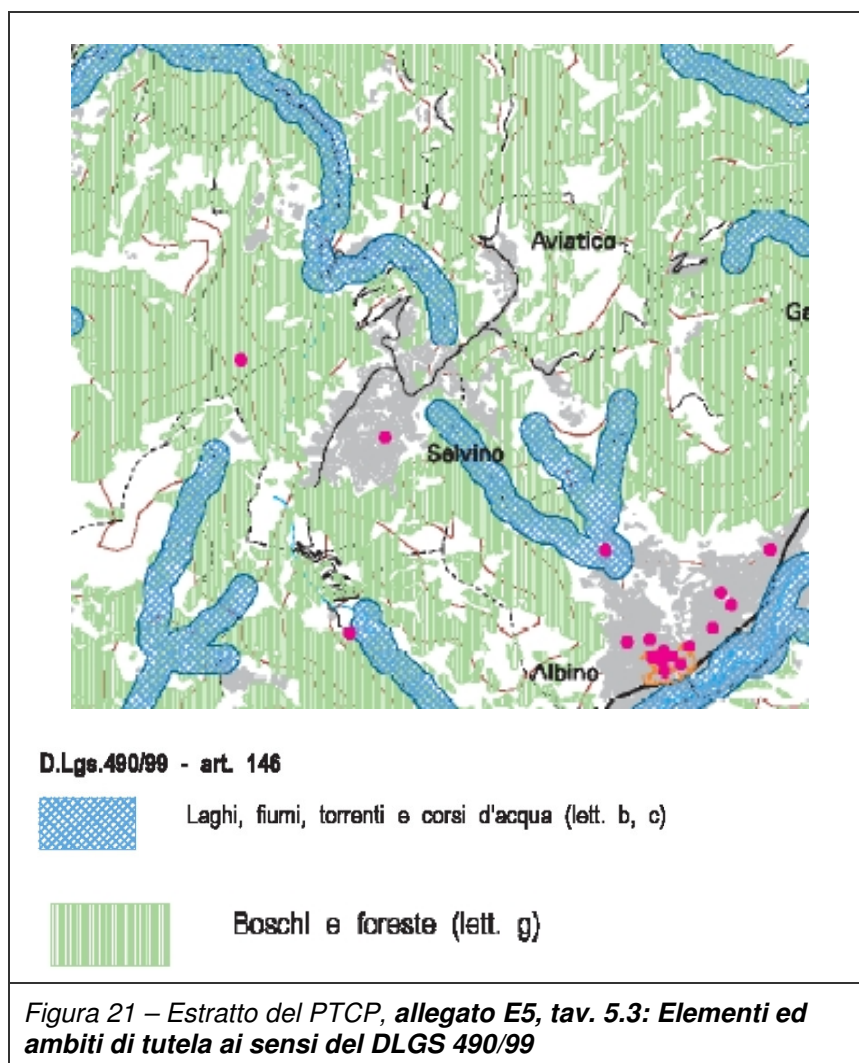 Aviatico
Ga
Selvino
Albino
D.Lgs.490/99 - art. 146
Laghi, fiumi, torrenti e corsi d'acqua (lett. b, c)
Boschi e foreste (lett. g)
Figura 21 – Estratto del PTCP, allegato E5, tav. 5.3: Elementi ed
ambiti di tutela ai sensi del DLGS 490/99